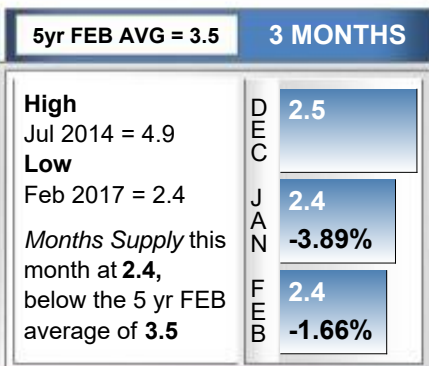 5yr FEB AVG = 3.5
3 MONTHS
High
Jul 2014 = 4.9
Low
Feb 2017 = 2.4
Months Supply this
month at 2.4,
below the 5 yr FEB
average of 3.5
DEC
2.5
JAN
2.4
-3.89%
FEB
2.4
-1.66%